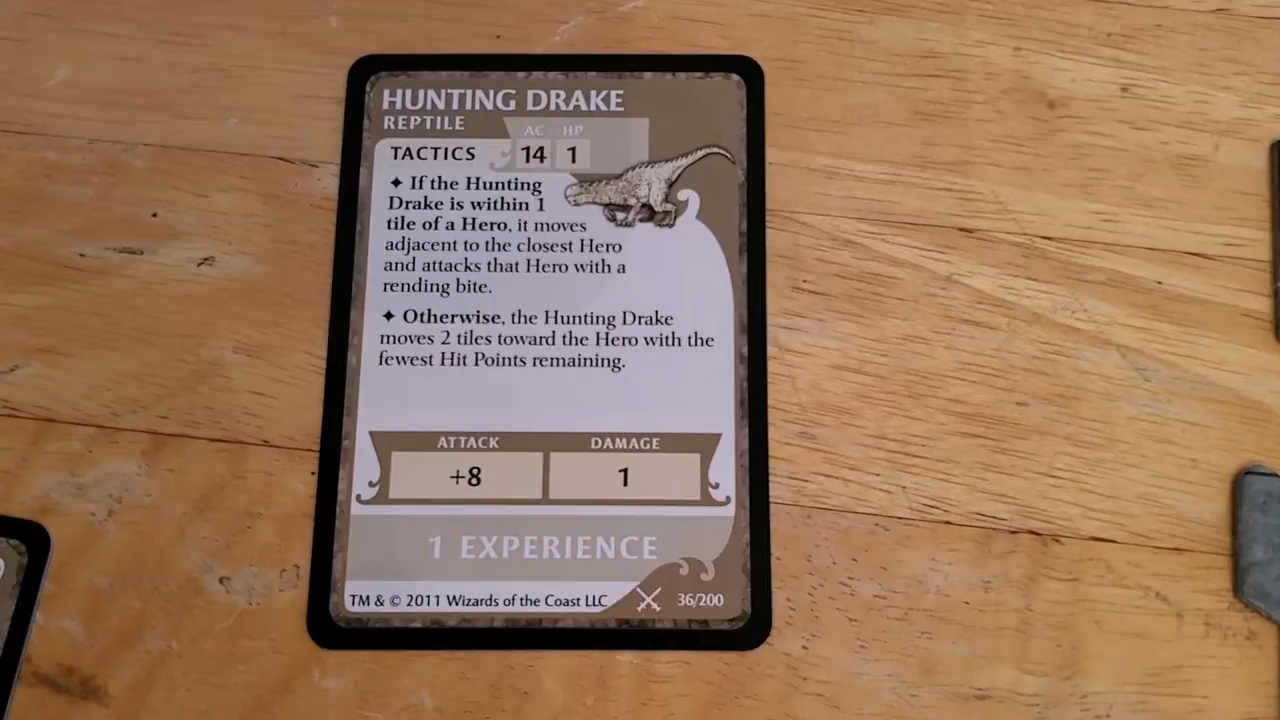 HUNTING DRAKE
REPTILE
AC HP
TACTICS 14 1
✦ If the Hunting
Drake is within 1
tile of a Hero, it moves
adjacent to the closest Hero
and attacks that Hero with a
rending bite.
✦ Otherwise, the Hunting Drake
moves 2 tiles toward the Hero with the
fewest Hit Points remaining.
ATTACK DAMAGE
+8 1
1 EXPERIENCE
TM & © 2011 Wizards of the Coast LLC 36/200